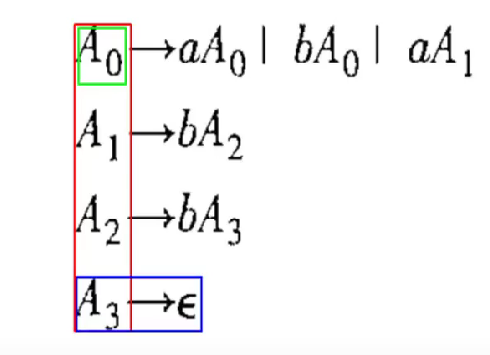 A₀ → aA₀ | bA₀ | aA₁
A₁ → bA₂
A₂ → bA₃
A₃ → ϵ